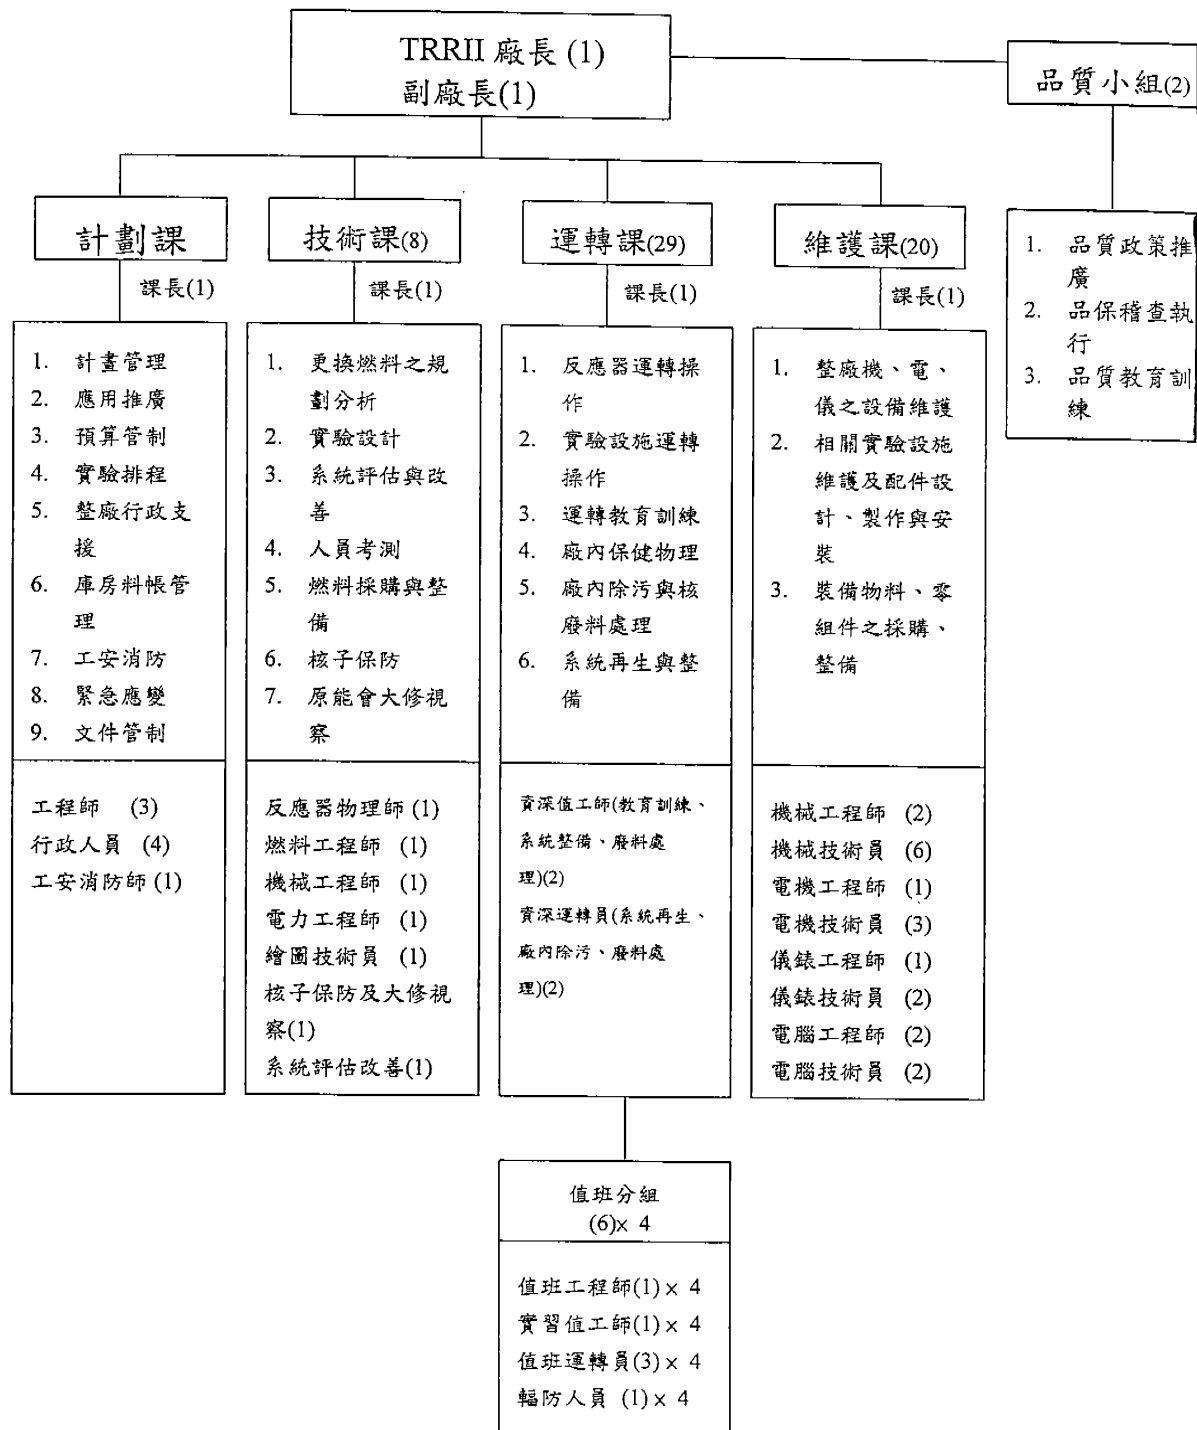 TRRII 廠長 (1)
副廠長(1)
品質小組(2)
計劃課
技術課(8)
運轉課(29)
維護課(20)
課長(1)
課長(1)
課長(1)
課長(1)
1. 品質政策推
廣
2. 品保稽查執
行
3. 品質教育訓
練
1. 計畫管理
2. 應用推廣
3. 預算管制
4. 實驗排程
5. 整廠行政支
援
6. 庫房料帳管
理
7. 工安消防
8. 緊急應變
9. 文件管制
工程師 (3)
行政人員 (4)
工安消防師 (1)
1. 更換燃料之規
劃分析
2. 實驗設計
3. 系統評估與改
善
4. 人員考測
5. 燃料採購與整
備
6. 核子保防
7. 原能會大修視
察
反應器物理師 (1)
燃料工程師 (1)
機械工程師 (1)
電力工程師 (1)
繪圖技術員 (1)
核子保防及大修視
察(1)
系統評估改善(1)
1. 反應器運轉操
作
2. 實驗設施運轉
操作
3. 運轉教育訓練
4. 廠內保健物理
5. 廠內除污與核
廢料處理
6. 系統再生與整
備
資深值工師(教育訓練、
系統整備、廢料處
理)(2)
資深運轉員(系統再生、
廠內除污、廢料處
理)(2)
1. 整廠機、電、
儀之設備維護
2. 相關實驗設施
維護及配件設
計、製作與安
裝
3. 裝備物料、零
組件之採購、
整備
機械工程師 (2)
機械技術員 (6)
電機工程師 (1)
電機技術員 (3)
儀錶工程師 (1)
儀錶技術員 (2)
電腦工程師 (2)
電腦技術員 (2)
值班分組
(6)× 4
值班工程師(1)× 4
實習值工師(1)× 4
值班運轉員(3)× 4
輻防人員 (1)× 4